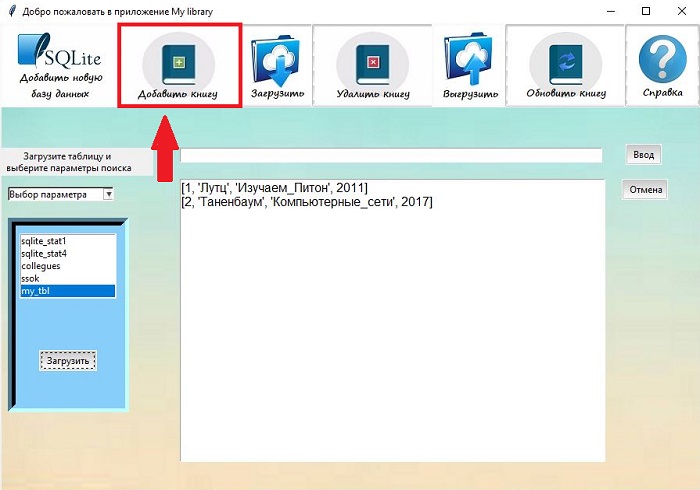 Добро пожаловать в приложение My library
SQLite
Добавить новую
базу данных
Добавить книгу
Загрузить
Удалить книгу
Выгрузить
Обновить книгу
Справка
Загрузите таблицу и
выберите параметры поиска
Ввод
Выбор параметра
Отмена
[1, 'Лутц', 'Изучаем_Питон', 2011]
[2, 'Таненбаум', 'Компьютерные_сети', 2017]
sqlite_stat1
sqlite_stat4
collegues
ssok
my_tbl
Загрузить